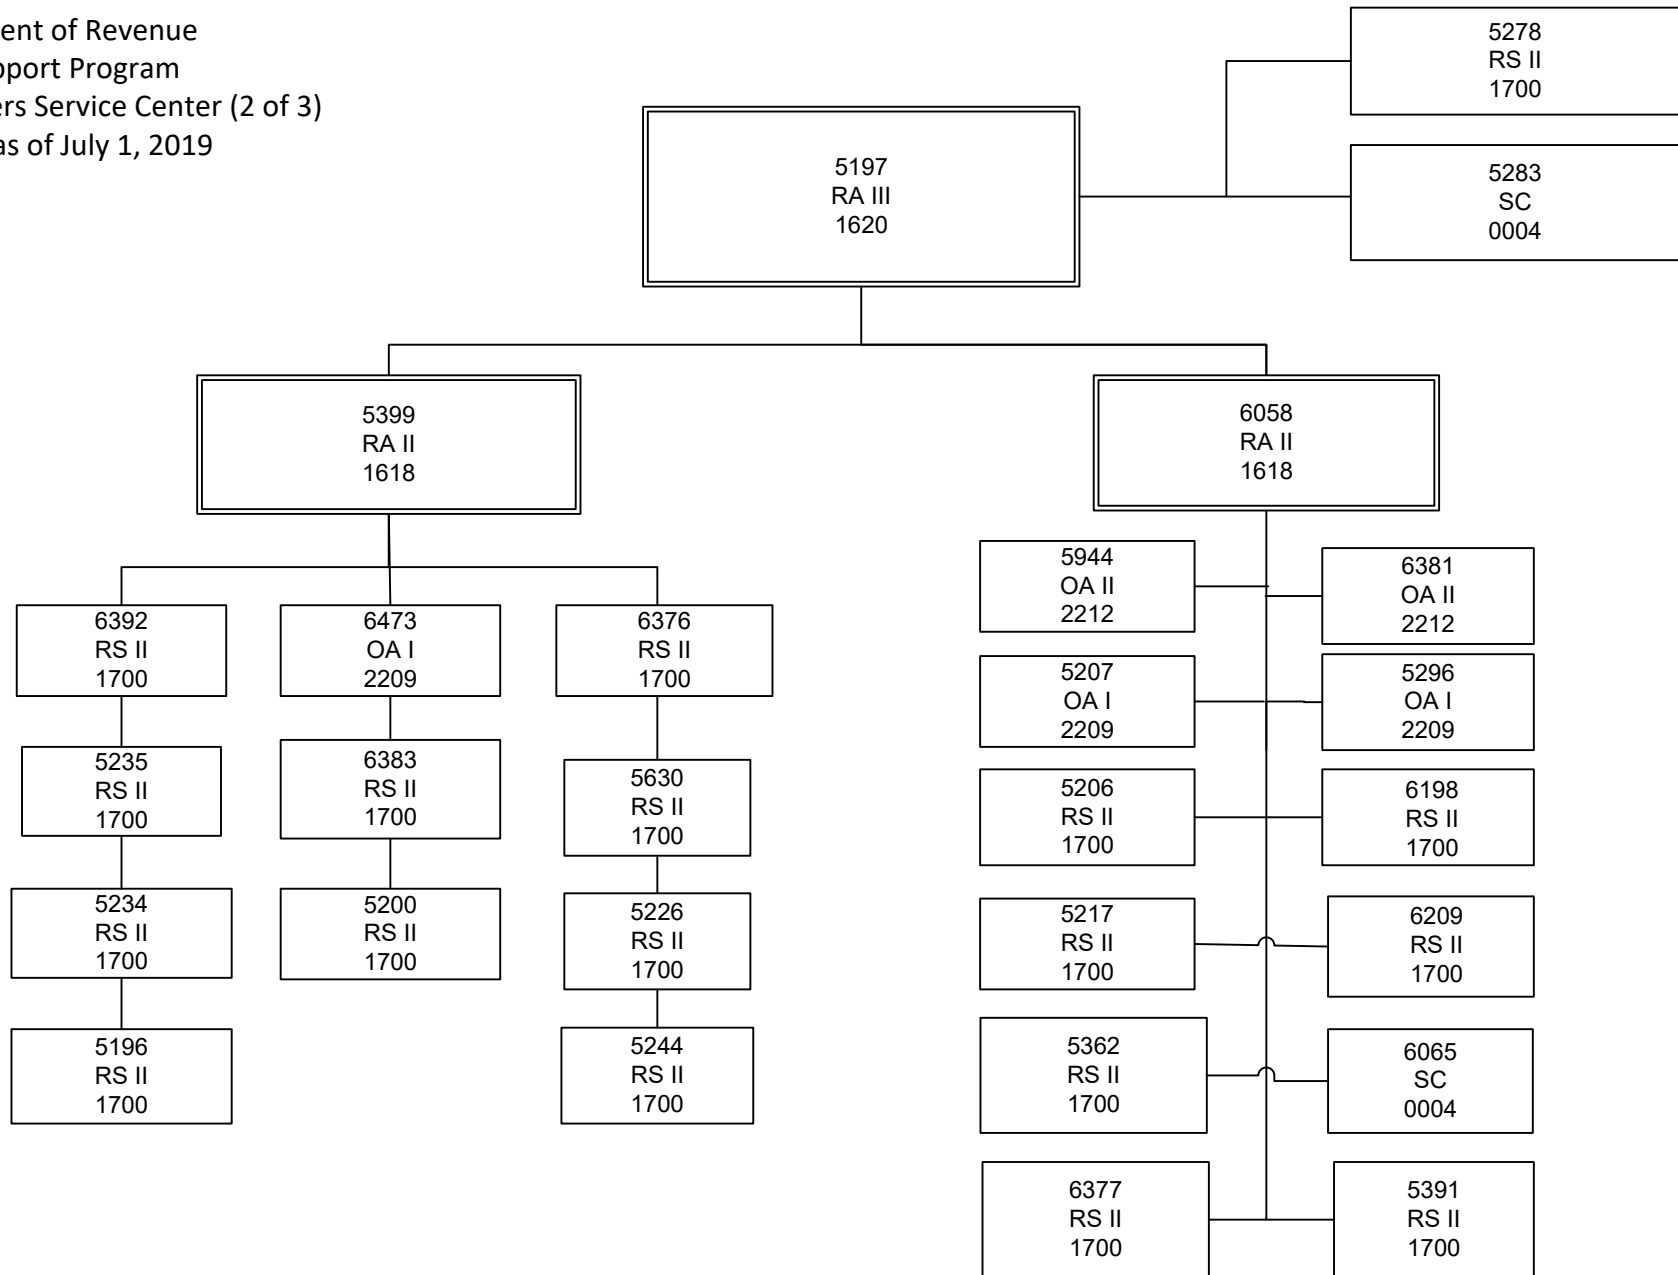 ent of Revenue
pport Program
ers Service Center (2 of 3)
as of July 1, 2019
5278
RS II
1700
5283
SC
0004
5197
RA III
1620
5399
RA II
1618
6058
RA II
1618
6392
RS II
1700
6473
OA I
2209
6376
RS II
1700
5235
RS II
1700
6383
RS II
1700
5630
RS II
1700
5234
RS II
1700
5200
RS II
1700
5226
RS II
1700
5196
RS II
1700
5244
RS II
1700
5944
OA II
2212
6381
OA II
2212
5207
OA I
2209
5296
OA I
2209
5206
RS II
1700
6198
RS II
1700
5217
RS II
1700
6209
RS II
1700
5362
RS II
1700
6065
SC
0004
6377
RS II
1700
5391
RS II
1700